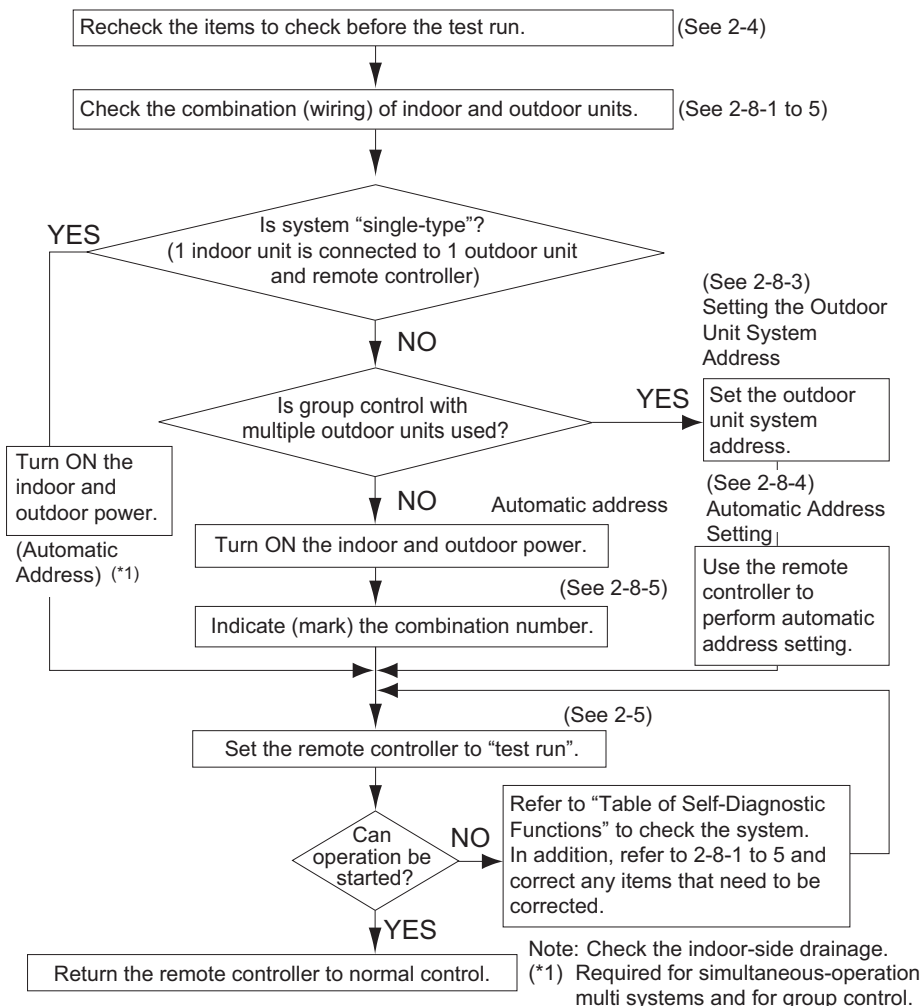 Recheck the items to check before the test run.
(See 2-4)
Check the combination (wiring) of indoor and outdoor units.
(See 2-8-1 to 5)
Is system “single-type”?
(1 indoor unit is connected to 1 outdoor unit
and remote controller)
YES
NO
(See 2-8-3)
Setting the Outdoor
Unit System
Address
Is group control with
multiple outdoor units used?
YES
Set the outdoor
unit system
address.
Turn ON the
indoor and
outdoor power.
(Automatic
Address) (*1)
NO
Automatic address
(See 2-8-4)
Automatic Address
Setting
Turn ON the indoor and outdoor power.
Use the remote
controller to
perform automatic
address setting.
(See 2-8-5)
Indicate (mark) the combination number.
(See 2-5)
Set the remote controller to “test run”.
Can
operation be
started?
NO
Refer to “Table of Self-Diagnostic
Functions” to check the system.
In addition, refer to 2-8-1 to 5 and
correct any items that need to be
corrected.
YES
Return the remote controller to normal control.
Note: Check the indoor-side drainage.
(*1) Required for simultaneous-operation
multi systems and for group control.